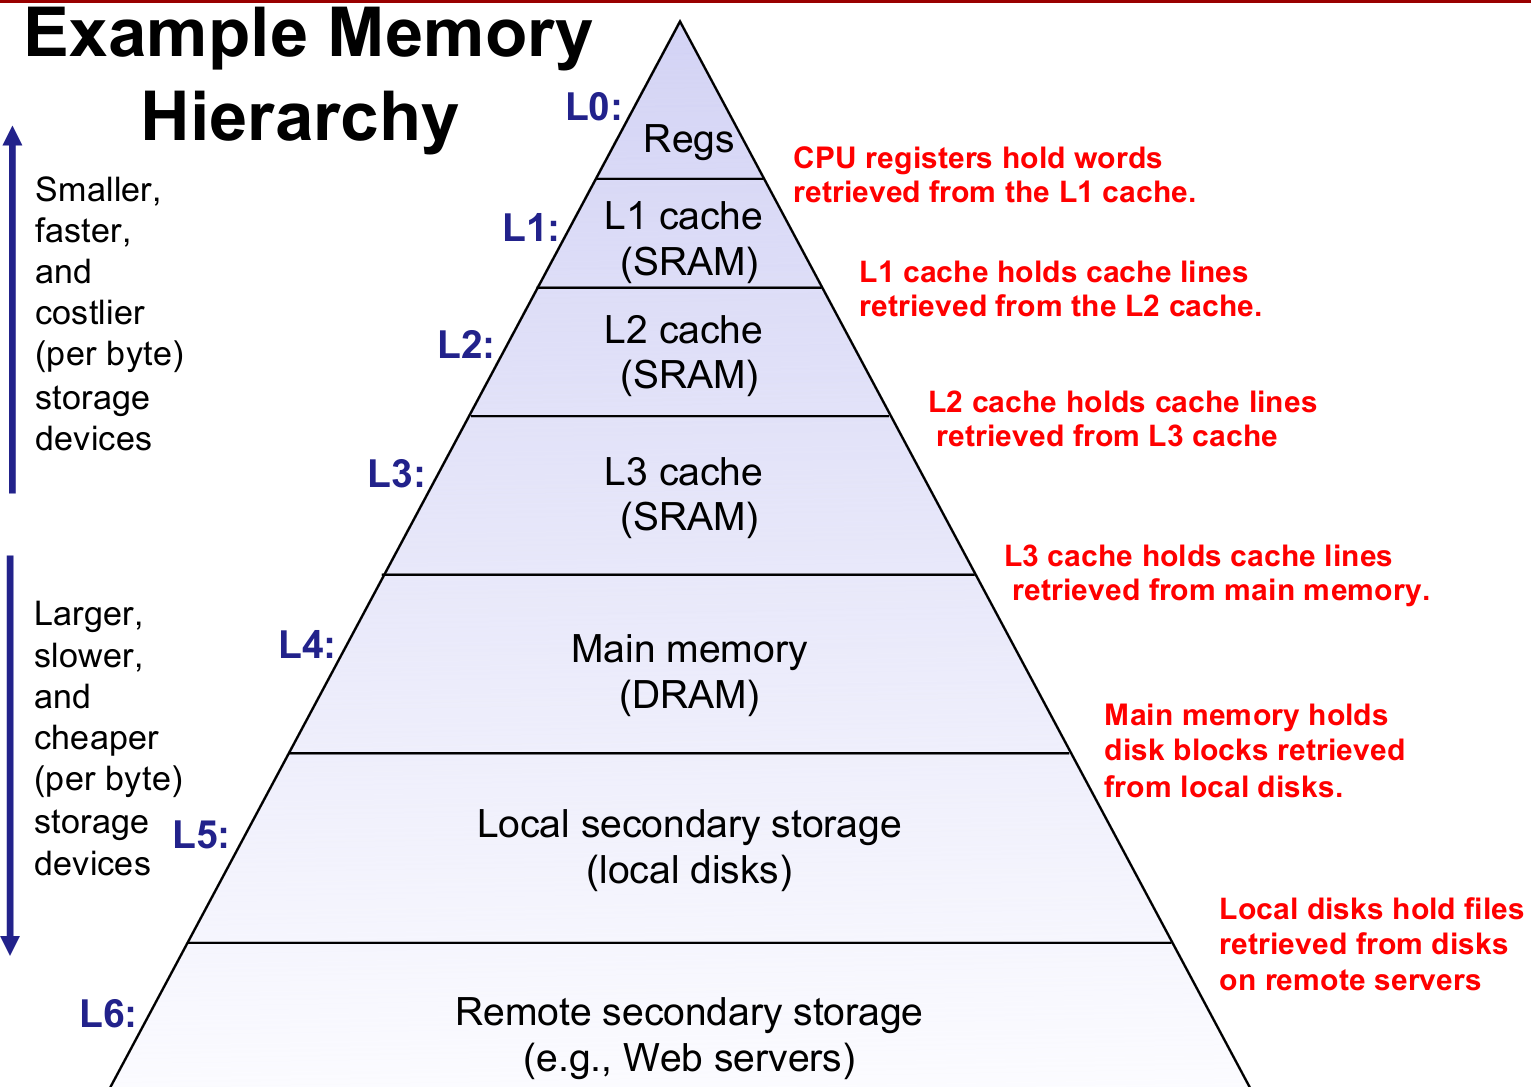 Example Memory
Hierarchy
Smaller,
faster,
and
costlier
(per byte)
storage
devices
Larger,
slower,
and
cheaper
(per byte)
storage
devices
L0:
Regs
CPU registers hold words
retrieved from the L1 cache.
L1:
L1 cache
(SRAM)
L1 cache holds cache lines
retrieved from the L2 cache.
L2:
L2 cache
(SRAM)
L2 cache holds cache lines
retrieved from L3 cache
L3:
L3 cache
(SRAM)
L3 cache holds cache lines
retrieved from main memory.
L4:
Main memory
(DRAM)
Main memory holds
disk blocks retrieved
from local disks.
L5:
Local secondary storage
(local disks)
Local disks hold files
retrieved from disks
on remote servers
L6:
Remote secondary storage
(e.g., Web servers)